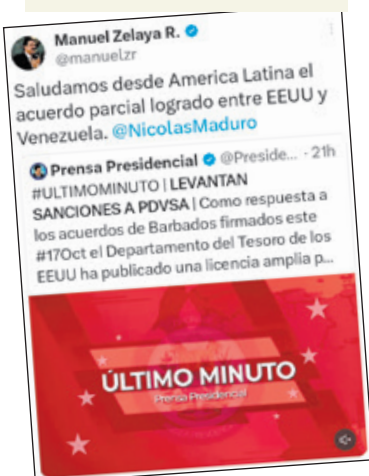 Manuel Zelaya R.
@manuelzr
Saludamos desde America Latina el
acuerdo parcial logrado entre EEUU y
Venezuela. @NicolasMaduro
Prensa Presidencial @Preside... · 21h
#ULTIMOMINUTO | LEVANTAN
SANCIONES A PDVSA | Como respuesta a
los acuerdos de Barbados firmados este
#17Oct el Departamento del Tesoro de los
EEUU ha publicado una licencia amplia p...
ÚLTIMO MINUTO
Prensa Presidencial